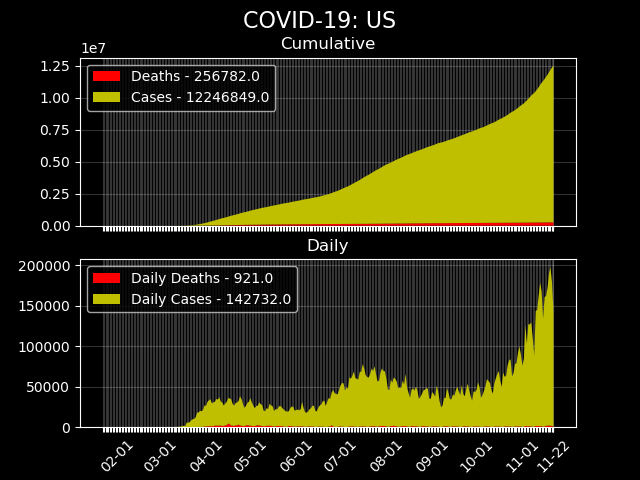 COVID-19: US
Cumulative
1e7
Deaths - 256782.0
Cases - 12246849.0
1.25
1.00
0.75
0.50
0.25
0.00
Daily
Daily Deaths - 921.0
Daily Cases - 142732.0
200000
150000
100000
50000
0
02-01 03-01 04-01 05-01 06-01 07-01 08-01 09-01 10-01 11-01 11-22